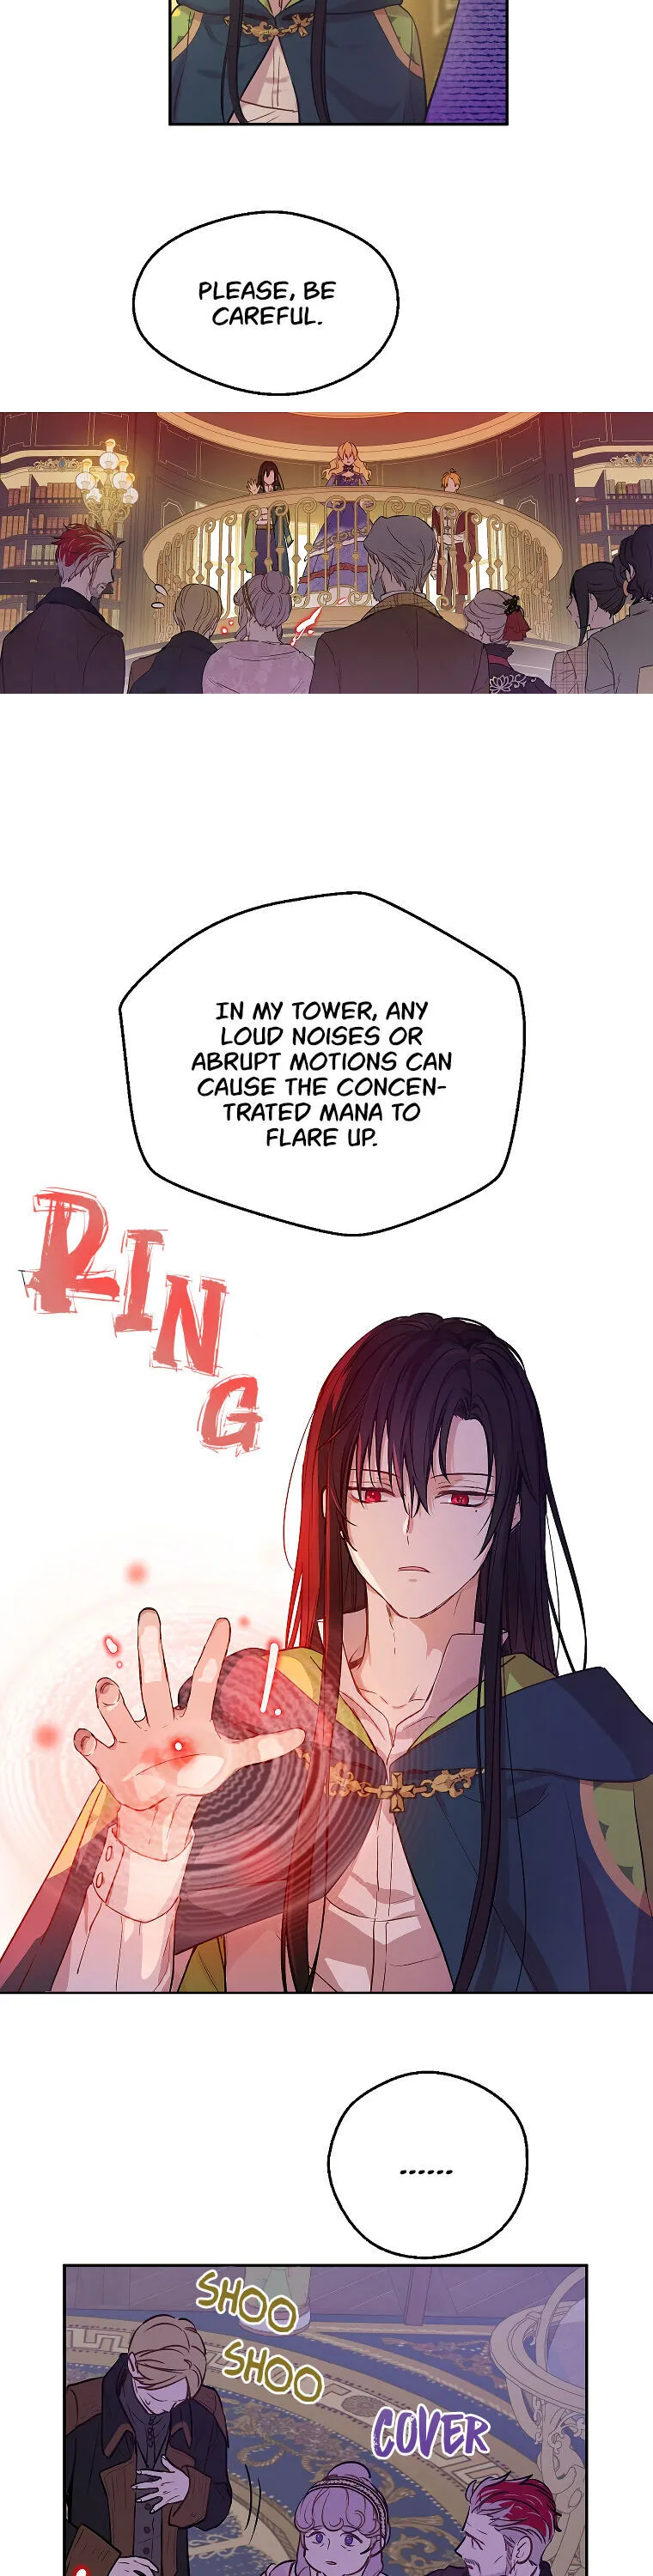 PLEASE, BE
CAREFUL.
IN MY TOWER, ANY
LOUD NOISES OR
ABRUPT MOTIONS CAN
CAUSE THE CONCEN-
TRATED MANA TO
FLARE UP.
RING
......
SHOO
SHOO
COVER